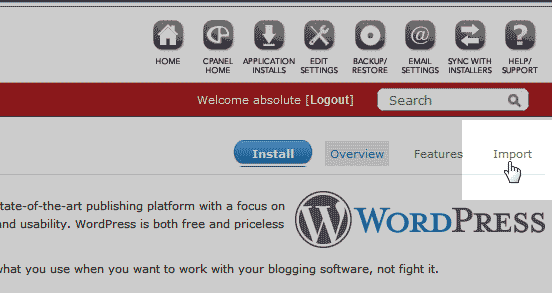 HOME
CPANEL HOME
APPLICATION INSTALLS
EDIT SETTINGS
BACKUP/ RESTORE
EMAIL SETTINGS
SYNC WITH INSTALLERS
HELP/ SUPPORT
Welcome absolute [Logout]
Search
Install Overview Features Import
tate-of-the-art publishing platform with a focus on
nd usability. WordPress is both free and priceless
WORDPRESS
what you use when you want to work with your blogging software, not fight it.